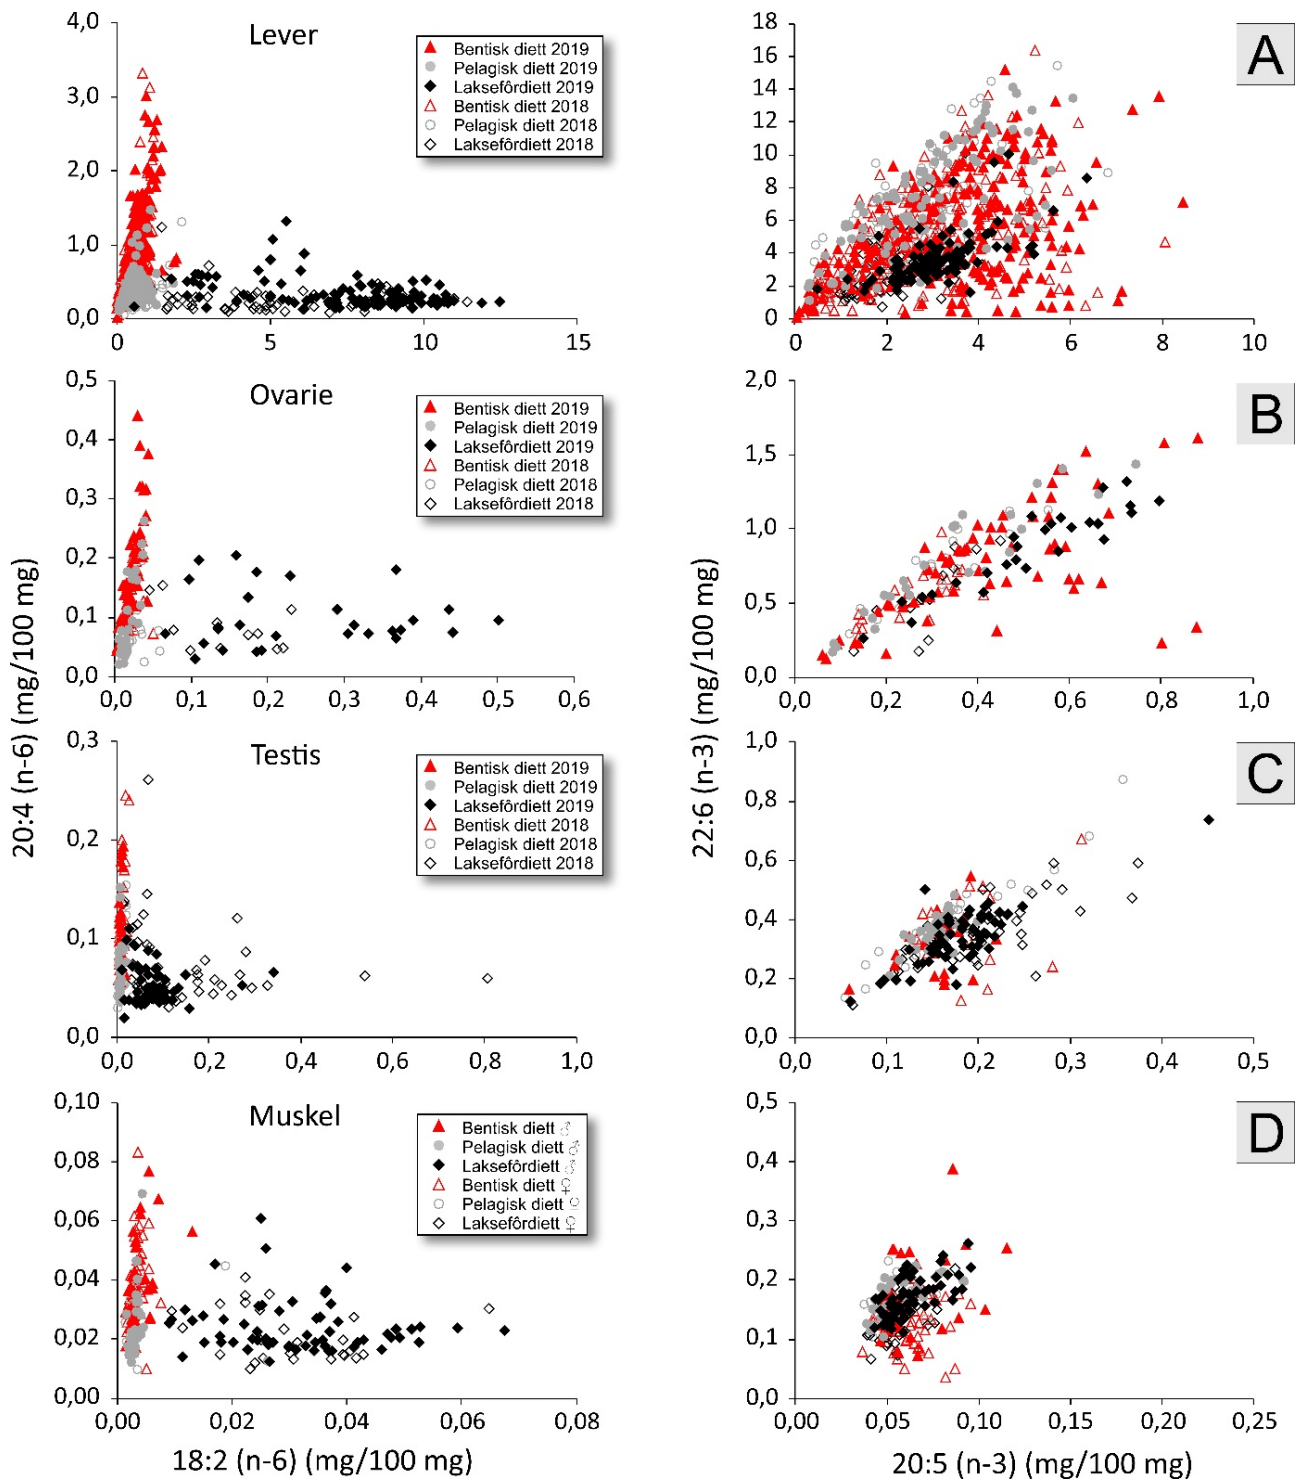 Lever
4,0
3,0
2,0
1,0
0,0
0
5
10
15
Bentisk diett 2019
Pelagisk diett 2019
Laksefôrdiett 2019
Bentisk diett 2018
Pelagisk diett 2018
Laksefôrdiett 2018
A
18
16
14
12
10
8
6
4
2
0
0
2
4
6
8
10
Ovarie
0,5
0,4
0,3
0,2
0,1
0,0
0,0
0,1
0,2
0,3
0,4
0,5
0,6
Bentisk diett 2019
Pelagisk diett 2019
Laksefôrdiett 2019
Bentisk diett 2018
Pelagisk diett 2018
Laksefôrdiett 2018
B
2,0
1,5
1,0
0,5
0,0
0,0
0,2
0,4
0,6
0,8
1,0
20:4 (n-6) (mg/100 mg)
22:6 (n-3) (mg/100 mg)
Testis
0,3
0,2
0,1
0,0
0,0
0,2
0,4
0,6
0,8
1,0
Bentisk diett 2019
Pelagisk diett 2019
Laksefôrdiett 2019
Bentisk diett 2018
Pelagisk diett 2018
Laksefôrdiett 2018
C
1,0
0,8
0,6
0,4
0,2
0,0
0,0
0,1
0,2
0,3
0,4
0,5
Muskel
0,10
0,08
0,06
0,04
0,02
0,00
0,00
0,02
0,04
0,06
0,08
Bentisk diett ♂
Pelagisk diett ♂
Laksefôrdiett ♂
Bentisk diett ♀
Pelagisk diett ♀
Laksefôrdiett ♀
D
0,5
0,4
0,3
0,2
0,1
0,0
0,00
0,05
0,10
0,15
0,20
0,25
18:2 (n-6) (mg/100 mg)
20:5 (n-3) (mg/100 mg)